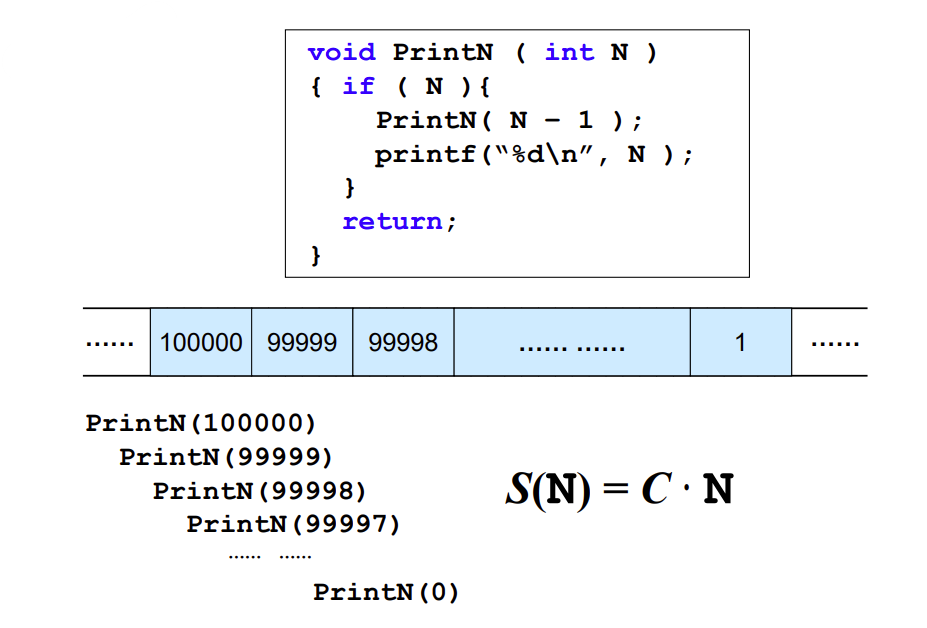 void PrintN ( int N )
{ if ( N ){
PrintN( N – 1 );
printf(“%d\n”, N );
}
return;
}
...... 100000 99999 99998 ...... ...... 1 ......
PrintN(100000)
PrintN(99999)
PrintN(99998)
PrintN(99997)
...... ......
PrintN(0)
S(N) = C · N